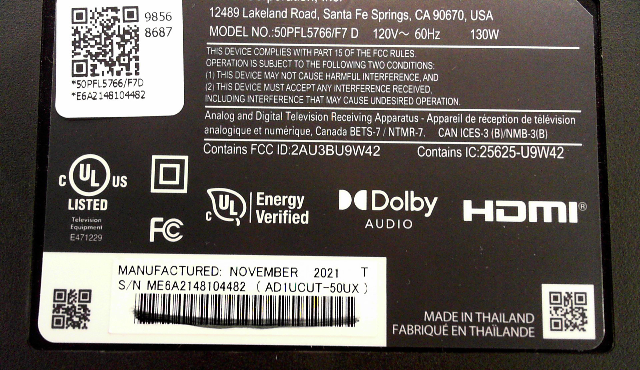 9856
8687
*50PFL5766/F7D
*E6A2148104482
12489 Lakeland Road, Santa Fe Springs, CA 90670, USA
MODEL NO.:50PFL5766/F7 D 120V~ 60Hz 130W
THIS DEVICE COMPLIES WITH PART 15 OF THE FCC RULES.
OPERATION IS SUBJECT TO THE FOLLOWING TWO CONDITIONS:
(1) THIS DEVICE MAY NOT CAUSE HARMFUL INTERFERENCE, AND
(2) THIS DEVICE MUST ACCEPT ANY INTERFERENCE RECEIVED,
INCLUDING INTERFERENCE THAT MAY CAUSE UNDESIRED OPERATION.
Analog and Digital Television Receiving Apparatus - Appareil de réception de télévision
analogique et numérique, Canada BETS-7 / NTMR-7. CAN ICES-3 (B)/NMB-3(B)
Contains FCC ID:2AU3BU9W42 Contains IC:25625-U9W42
C UL US
LISTED
Television
Equipment
E471229
FC
C UL Energy
Verified
Dolby
AUDIO
HDMI®
MANUFACTURED: NOVEMBER 2021 T
S/N ME6A2148104482 ( AD1UCUT-50UX )
MADE IN THAILAND
FABRIQUÉ EN THAÏLANDE